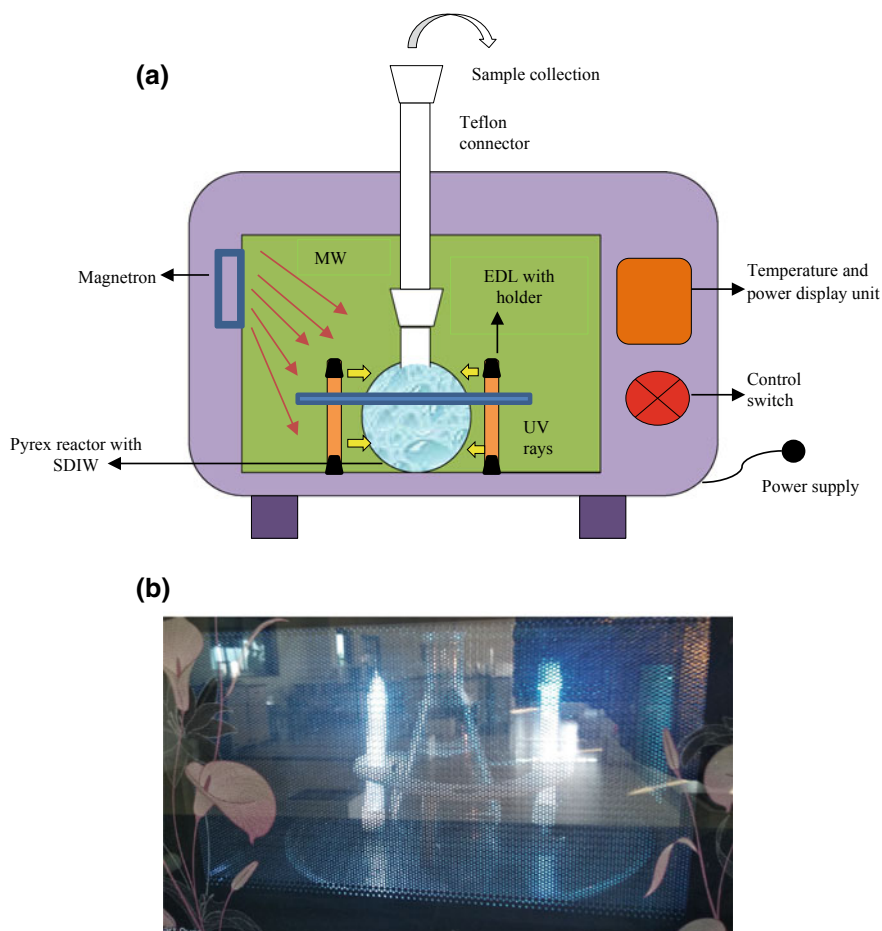 (a)
Sample collection
Teflon
connector
MW
EDL with
holder
Magnetron
Temperature and
power display unit
Control
switch
UV
rays
Pyrex reactor with
SDIW
Power supply
(b)